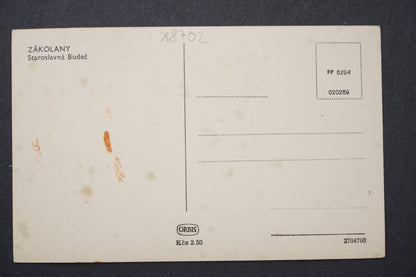 x8702
ZÁKOLANY
Staroslavná Budeč
FP 5294
020289
ORBIS
Kčs 2.50
2704700